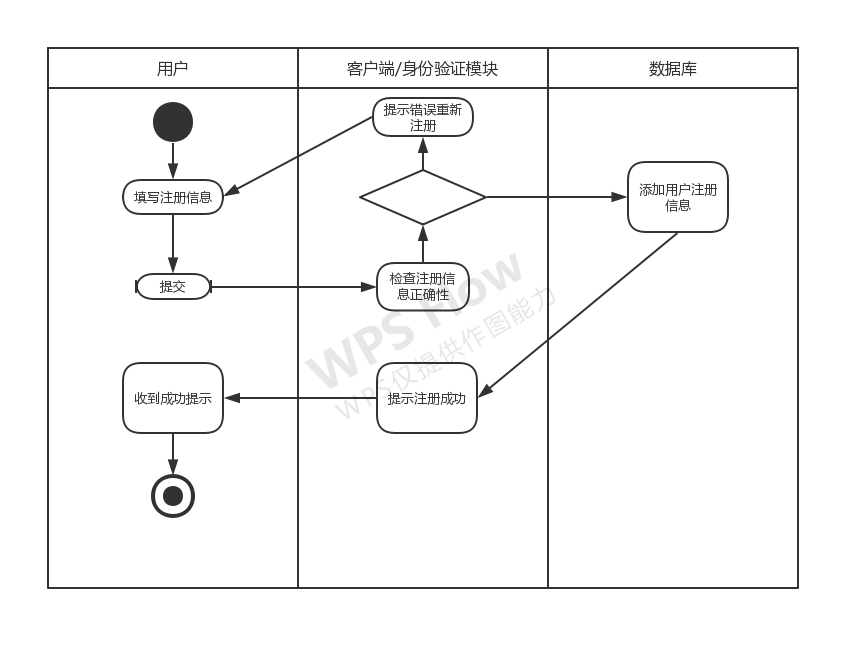 用户
客户端/身份验证模块
数据库
提示错误重新
注册
填写注册信息
添加用户注册
信息
提交
检查注册信
息正确性
收到成功提示
提示注册成功
WPS Flow
WPS仅提供作图能力